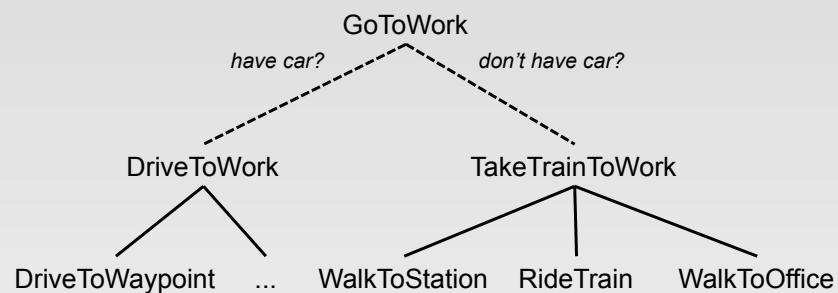 GoToWork
have car?
don't have car?
DriveToWork
TakeTrainToWork
DriveToWaypoint
...
WalkToStation
RideTrain
WalkToOffice